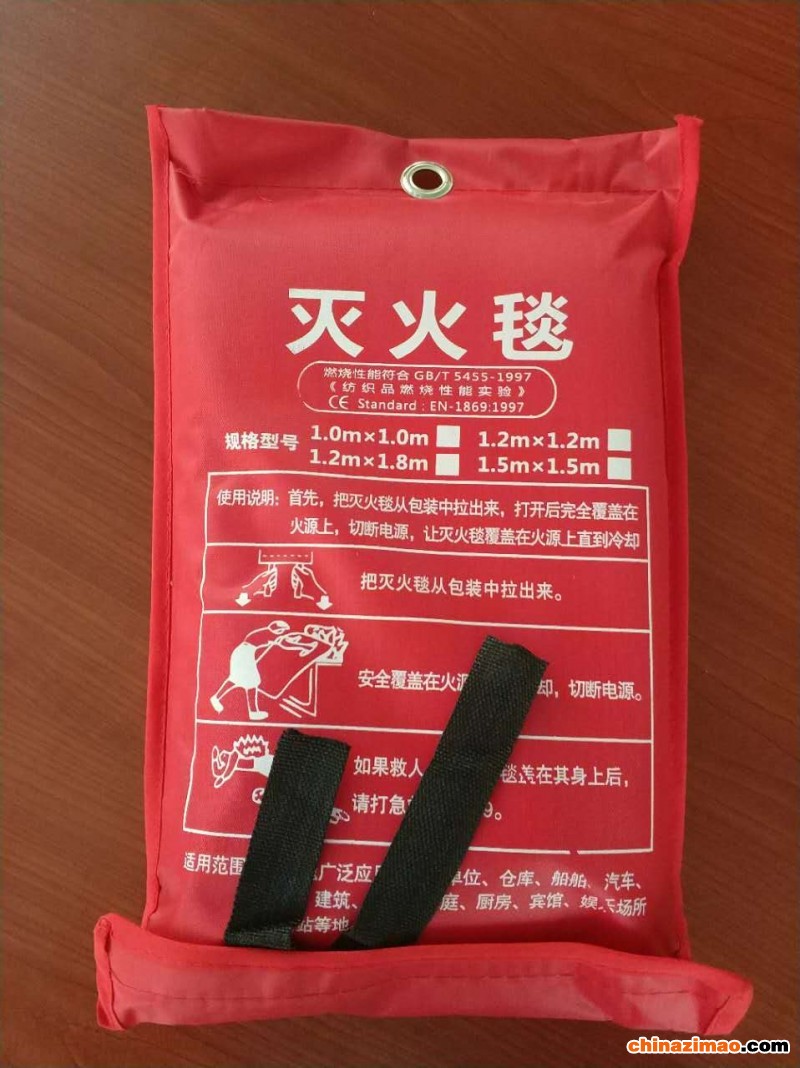 灭火毯
燃烧性能符合 GB/T 5455-1997
《纺织品燃烧性能实验》
CE Standard : EN-1869:1997
规格型号 1.0m×1.0m 1.2m×1.2m
1.2m×1.8m 1.5m×1.5m
使用说明: 首先，把灭火毯从包装中拉出来，打开后完全覆盖在
火源上，切断电源，让灭火毯覆盖在火源上直到冷却
把灭火毯从包装中拉出来。
安全覆盖在火源 却，切断电源。
如果救人 毯盖在其身上后，
请打急 9。
适用范围 广泛应 单位、仓库、船舶、汽车、
建筑、 庭、厨房、宾馆、娱乐场所
站等地
chinazimao.com